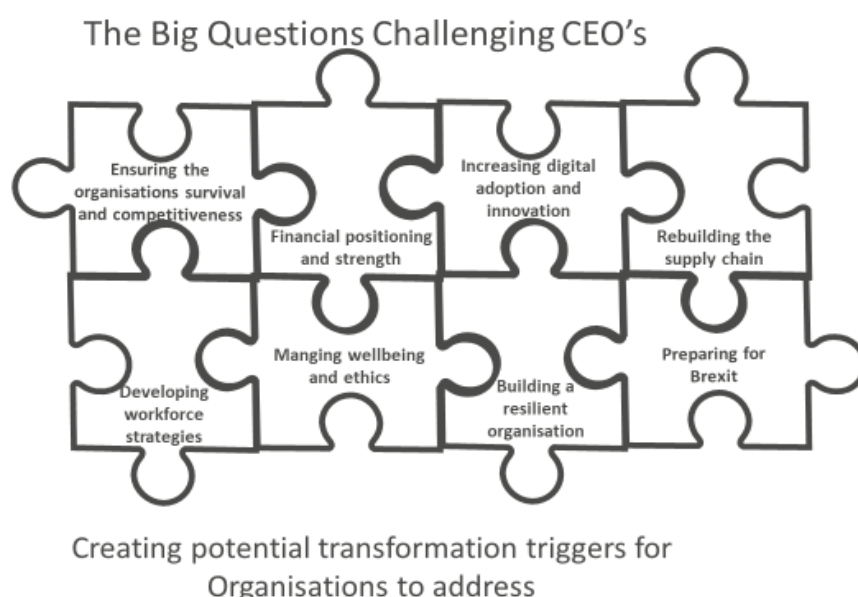 The Big Questions Challenging CEO's
Ensuring the
organisations survival
and competitiveness
Financial positioning
and strength
Increasing digital
adoption and
innovation
Rebuilding the
supply chain
Developing
workforce
strategies
Manging wellbeing
and ethics
Building a
resilient
organisation
Preparing for
Brexit
Creating potential transformation triggers for
Organisations to address